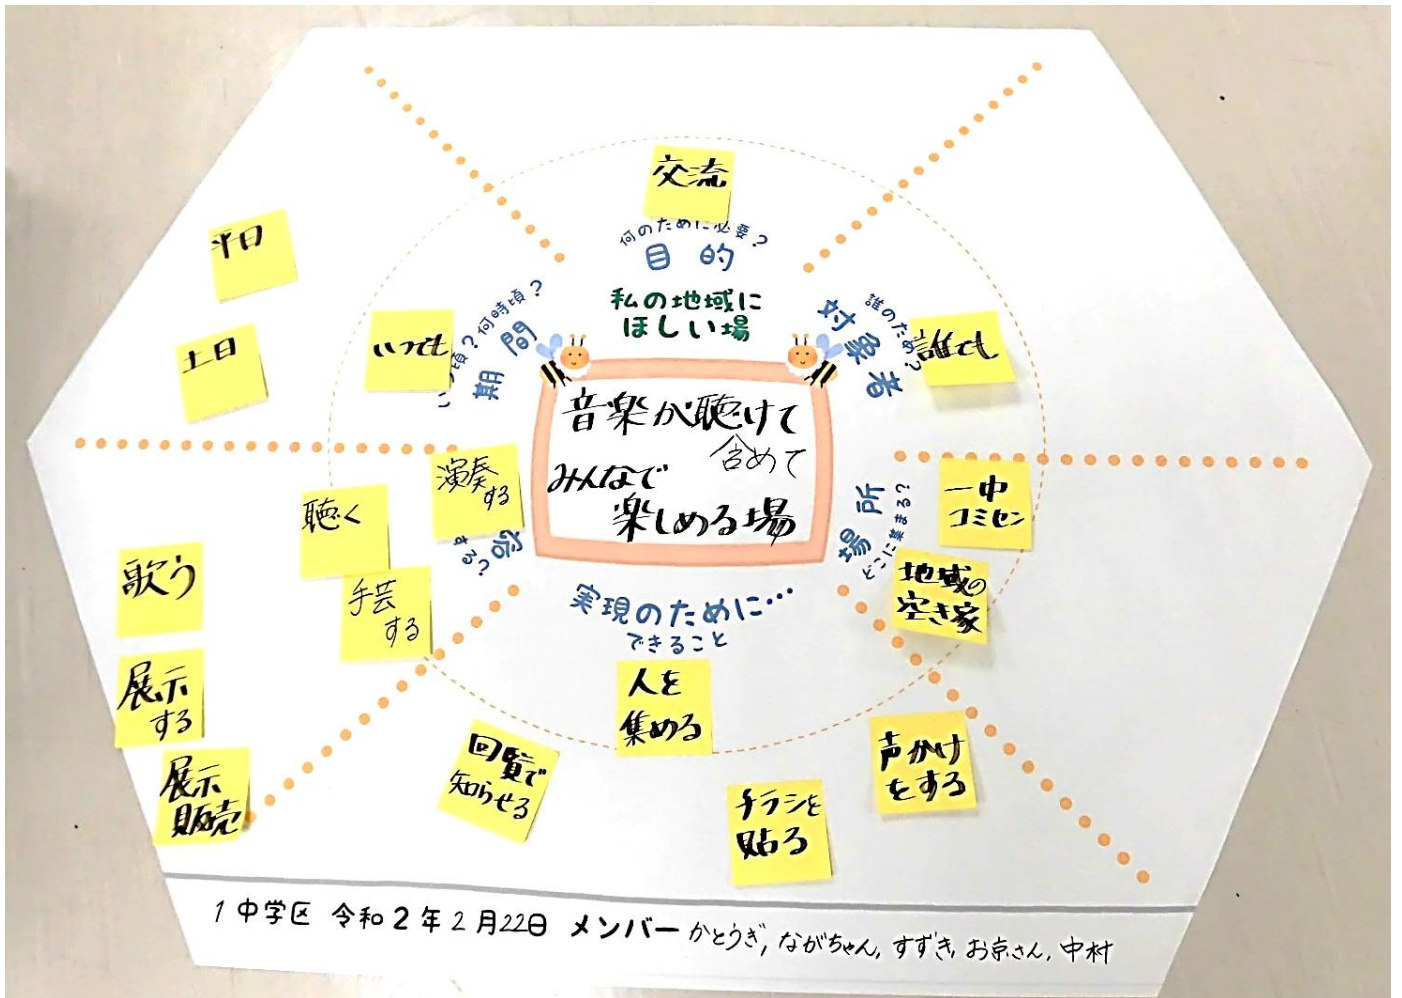 交流
何のために必要?
目的
私の地域に
ほしい場
音楽が聴けて
含めて
みんなで
楽しめる場
誰のため?
対象者
誰でも
場所
どこに集まる?
一中
コミセン
地域の
空き家
実現のために…
できること
人を
集める
声かけ
をする
チラシを
貼る
回覧で
知らせる
容
する?
演奏
する
聴く
手芸
する
歌う
展示
する
展示
販売
頃?何時頃?
期間
いつでも
平日
土日
1 中学区 令和2年2月22日 メンバー かとうぎ, ながちゃん, すずき, お京さん, 中村